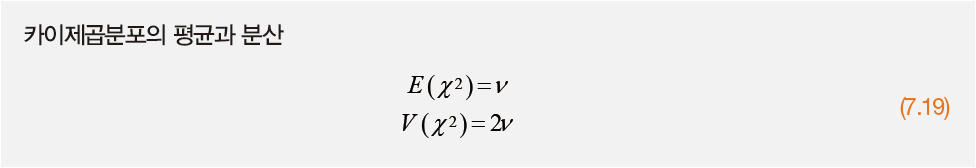 카이제곱분포의 평균과 분산
E(χ²)=ν
V(χ²)=2ν
(7.19)